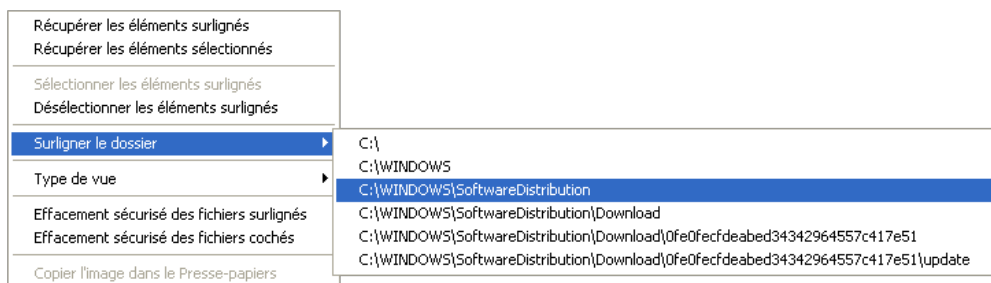 Récupérer les éléments surlignés
Récupérer les éléments sélectionnés
Sélectionner les éléments surlignés
Désélectionner les éléments surlignés
Surligner le dossier
C:\
C:\WINDOWS
Type de vue
C:\WINDOWS\SoftwareDistribution
C:\WINDOWS\SoftwareDistribution\Download
Effacement sécurisé des fichiers surlignés
Effacement sécurisé des fichiers cochés
C:\WINDOWS\SoftwareDistribution\Download\0fe0fecfdeabed34342964557c417e51
C:\WINDOWS\SoftwareDistribution\Download\0fe0fecfdeabed34342964557c417e51\update
Copier l'image dans le Presse-papiers